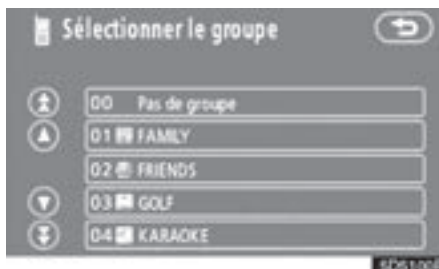 Sélectionner le groupe
00 Pas de groupe
01 FAMILY
02 FRIENDS
03 GOLF
04 KARAOKE